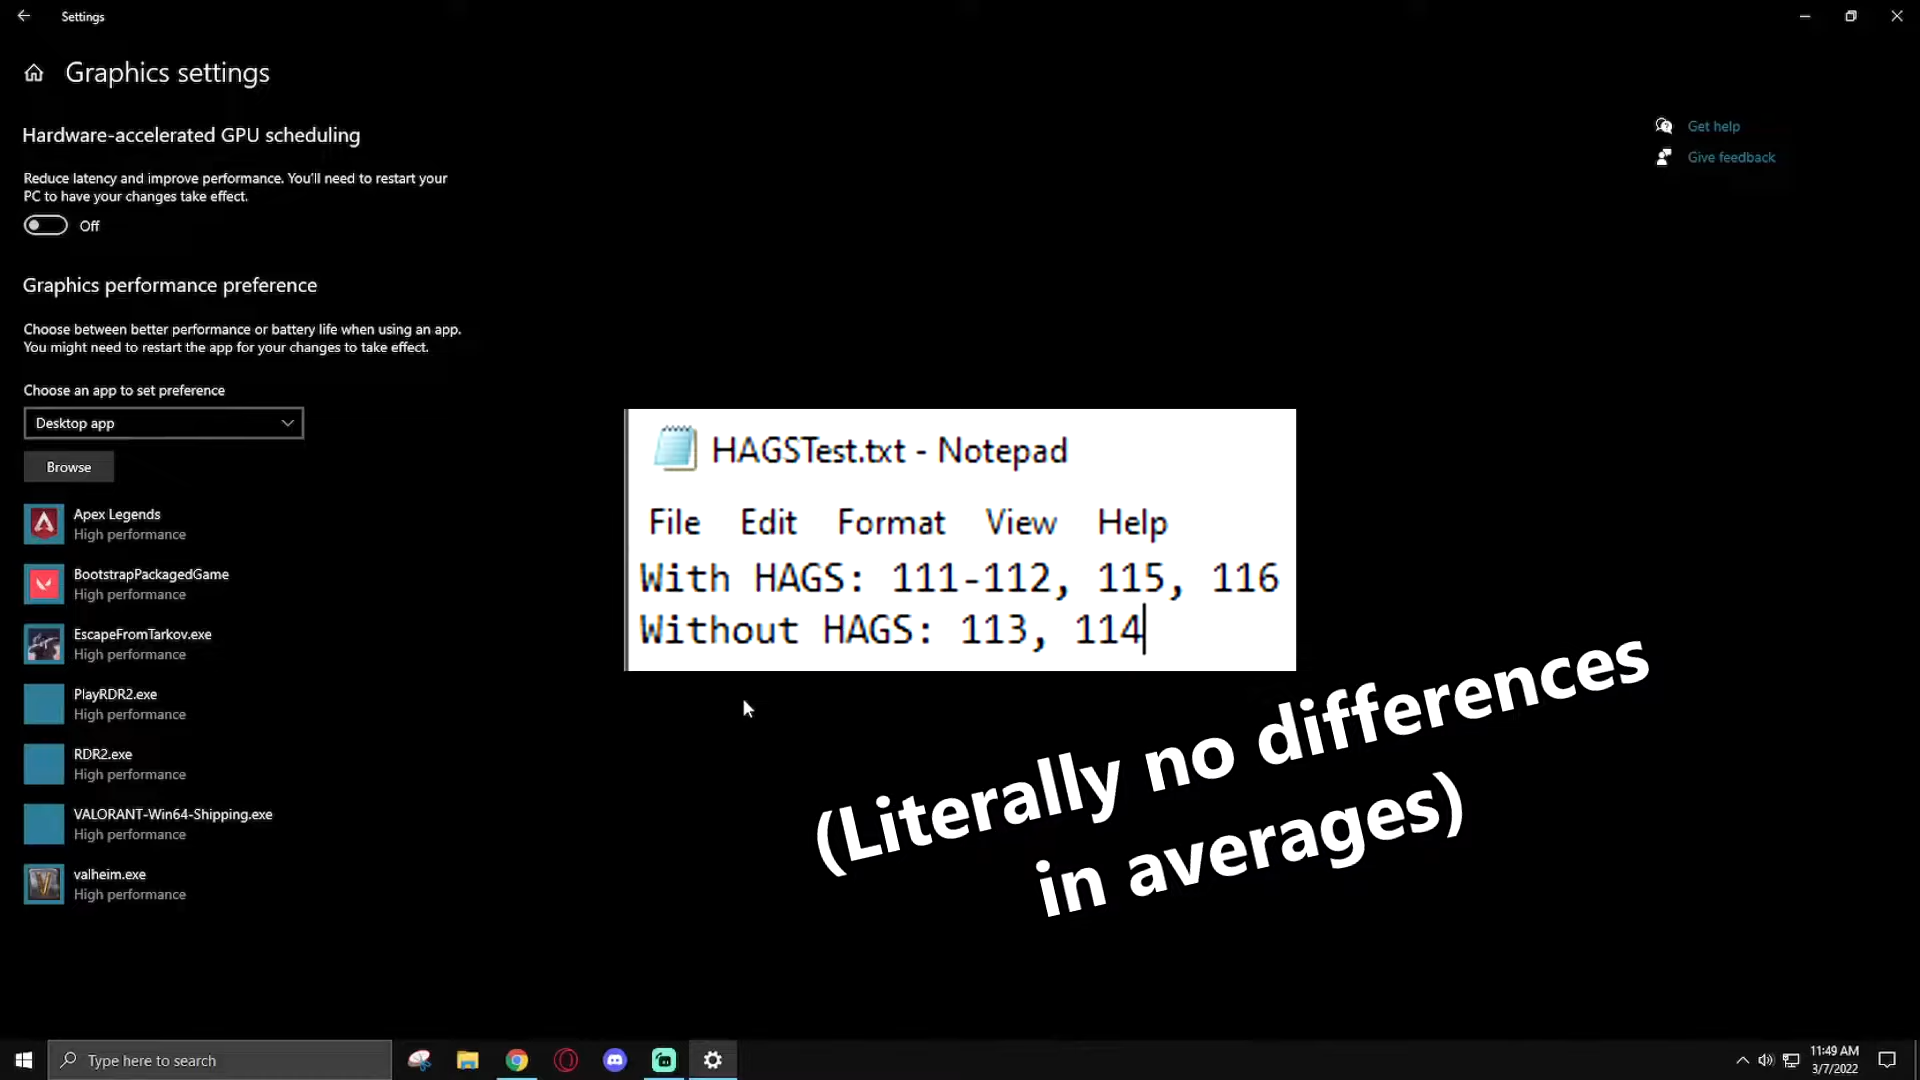 Settings
Graphics settings
Hardware-accelerated GPU scheduling
Reduce latency and improve performance. You'll need to restart your
PC to have your changes take effect.
Off
Graphics performance preference
Choose between better performance or battery life when using an app.
You might need to restart the app for your changes to take effect.
Choose an app to set preference
Desktop app
Browse
Apex Legends
High performance
BootstrapPackagedGame
High performance
EscapeFromTarkov.exe
High performance
PlayRDR2.exe
High performance
RDR2.exe
High performance
VALORANT-Win64-Shipping.exe
High performance
valheim.exe
High performance
Get help
Give feedback
HAGSTest.txt - Notepad
File Edit Format View Help
With HAGS: 111-112, 115, 116
Without HAGS: 113, 114
(Literally no differences
in averages)
Type here to search
11:49 AM
3/7/2022